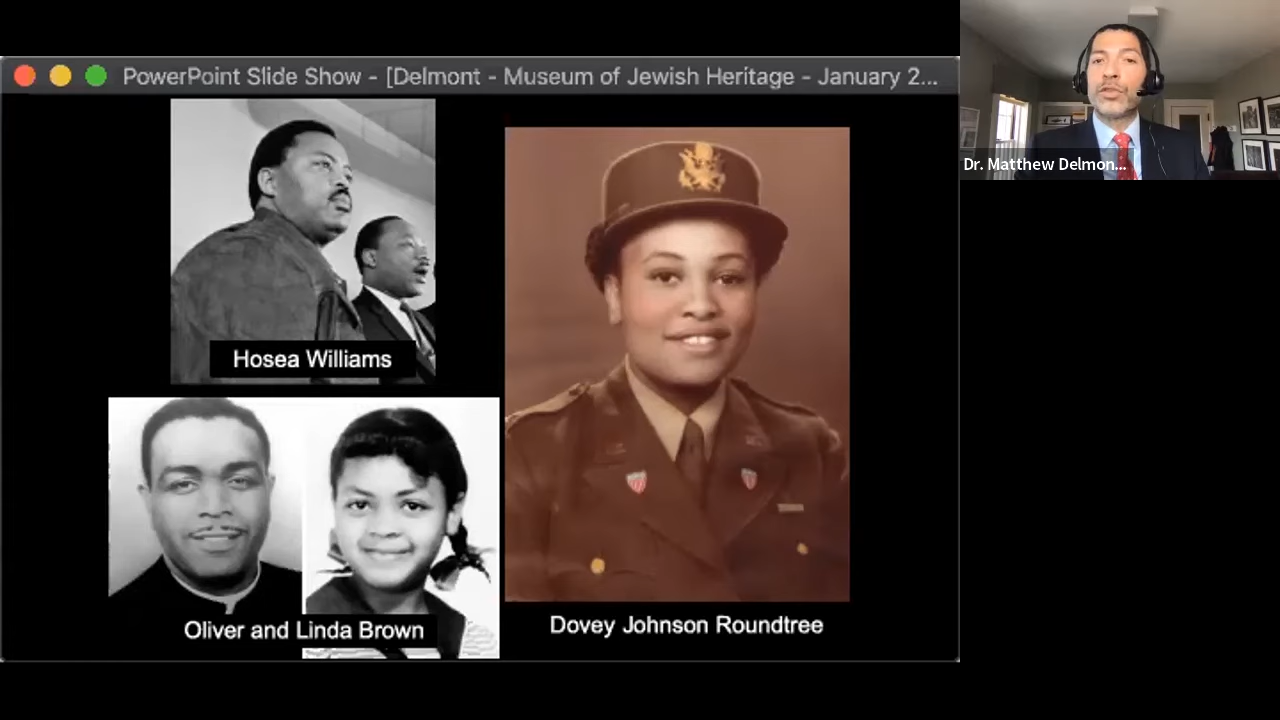 PowerPoint Slide Show - [Delmont - Museum of Jewish Heritage - January 2...
Dr. Matthew Delmon...
Hosea Williams
Oliver and Linda Brown
Dovey Johnson Roundtree